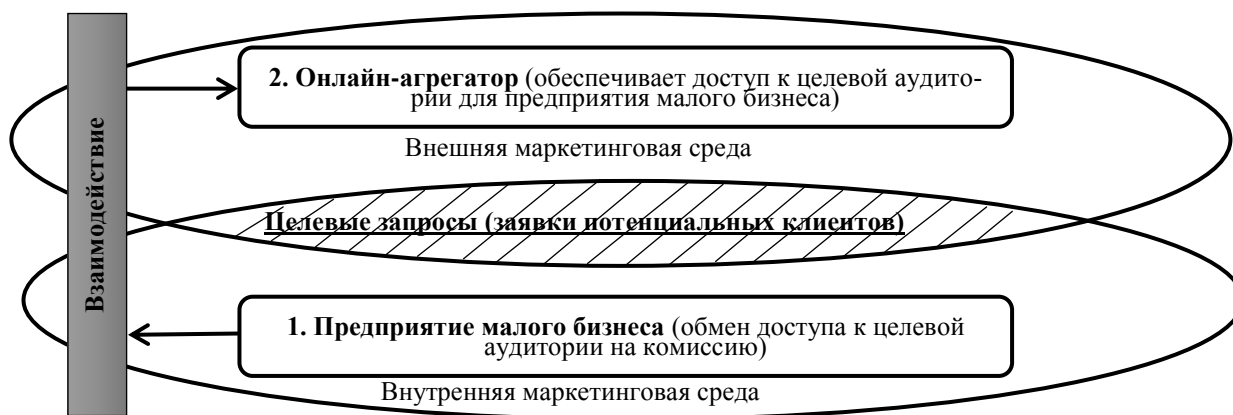 Взаимодействие
2. Онлайн-агрегатор (обеспечивает доступ к целевой аудито-
рии для предприятия малого бизнеса)
Внешняя маркетинговая среда
Целевые запросы (заявки потенциальных клиентов)
1. Предприятие малого бизнеса (обмен доступа к целевой
аудитории на комиссию)
Внутренняя маркетинговая среда